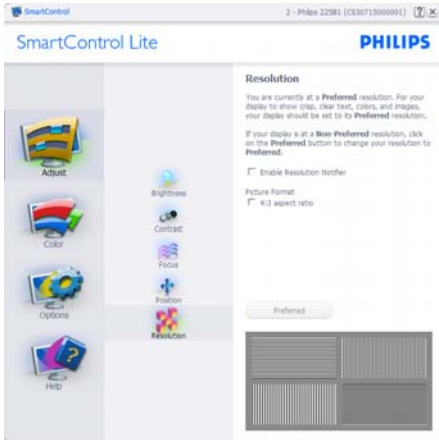 SmartControl
2 - Philips 225B1 (CS30715000001)
SmartControl Lite
PHILIPS
Adjust
Color
Options
Help
Brightness
Contrast
Focus
Position
Resolution
Resolution
You are currently at a Preferred resolution. For your
display to show crisp, clear text, colors, and images,
your display should be set to its Preferred resolution.
If your display is at a Non-Preferred resolution, click
on the Preferred button to change your resolution to
Preferred.
Enable Resolution Notifier
Picture Format
4:3 aspect ratio
Preferred